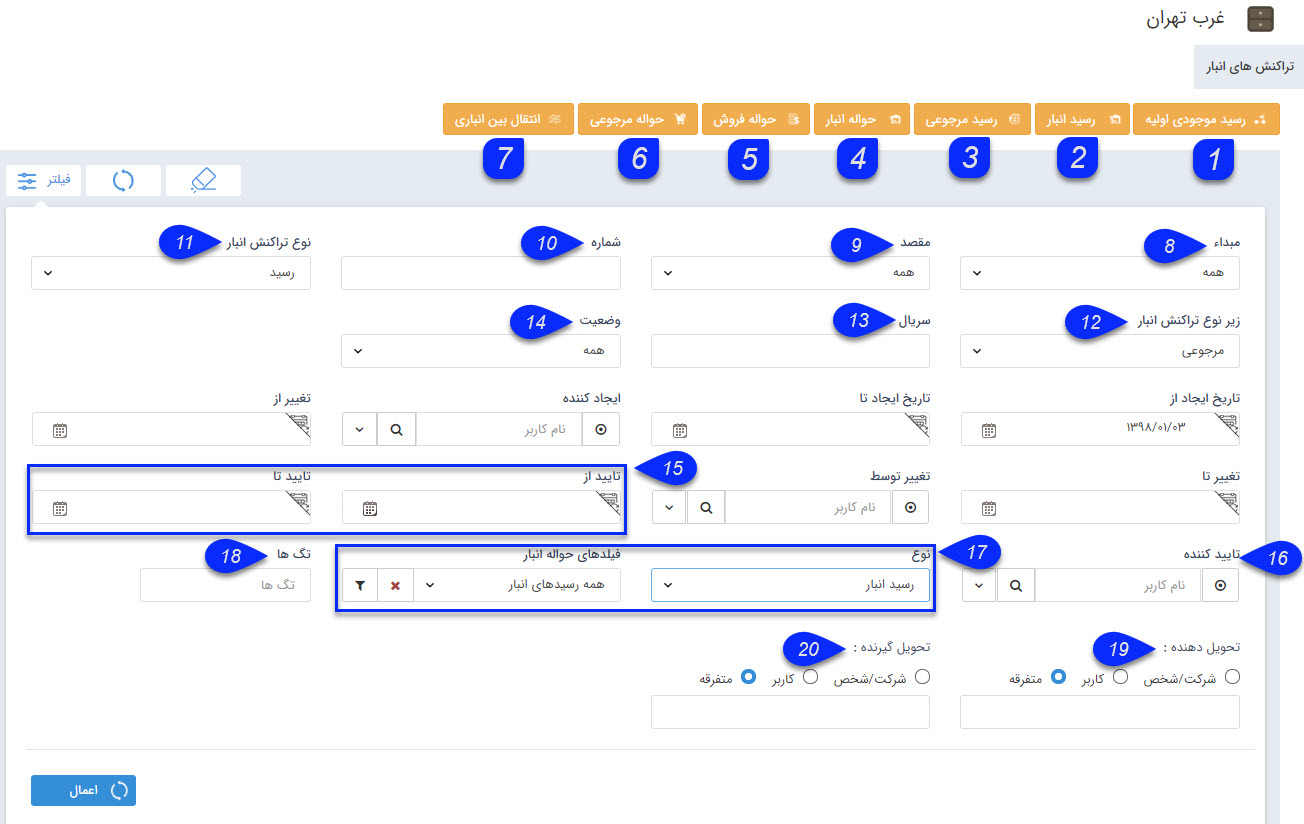 غرب تهران
تراکنش های انبار
رسید موجودی اولیه رسید انبار رسید مرجوعی حواله انبار حواله فروش حواله مرجوعی انتقال بین انباری
1 2 3 4 5 6 7
فیلتر
مبداء 8 مقصد 9 شماره 10 نوع تراکنش انبار 11
همه همه رسید
زیر نوع تراکنش انبار 12 سریال 13 وضعیت 14
مرجوعی همه
تاریخ ایجاد از تاریخ ایجاد تا ایجاد کننده تغییر از
۱۳۹۸/۰۱/۰۳ نام کاربر
تغییر تا تغییر توسط 15 تایید از تایید تا
نام کاربر
16 تایید کننده 17 نوع فیلدهای حواله انبار تگ ها 18
نام کاربر رسید انبار همه رسیدهای انبار تگ ها
تحویل دهنده : 19 تحویل گیرنده : 20
شرکت/شخص کاربر متفرقه شرکت/شخص کاربر متفرقه
اعمال